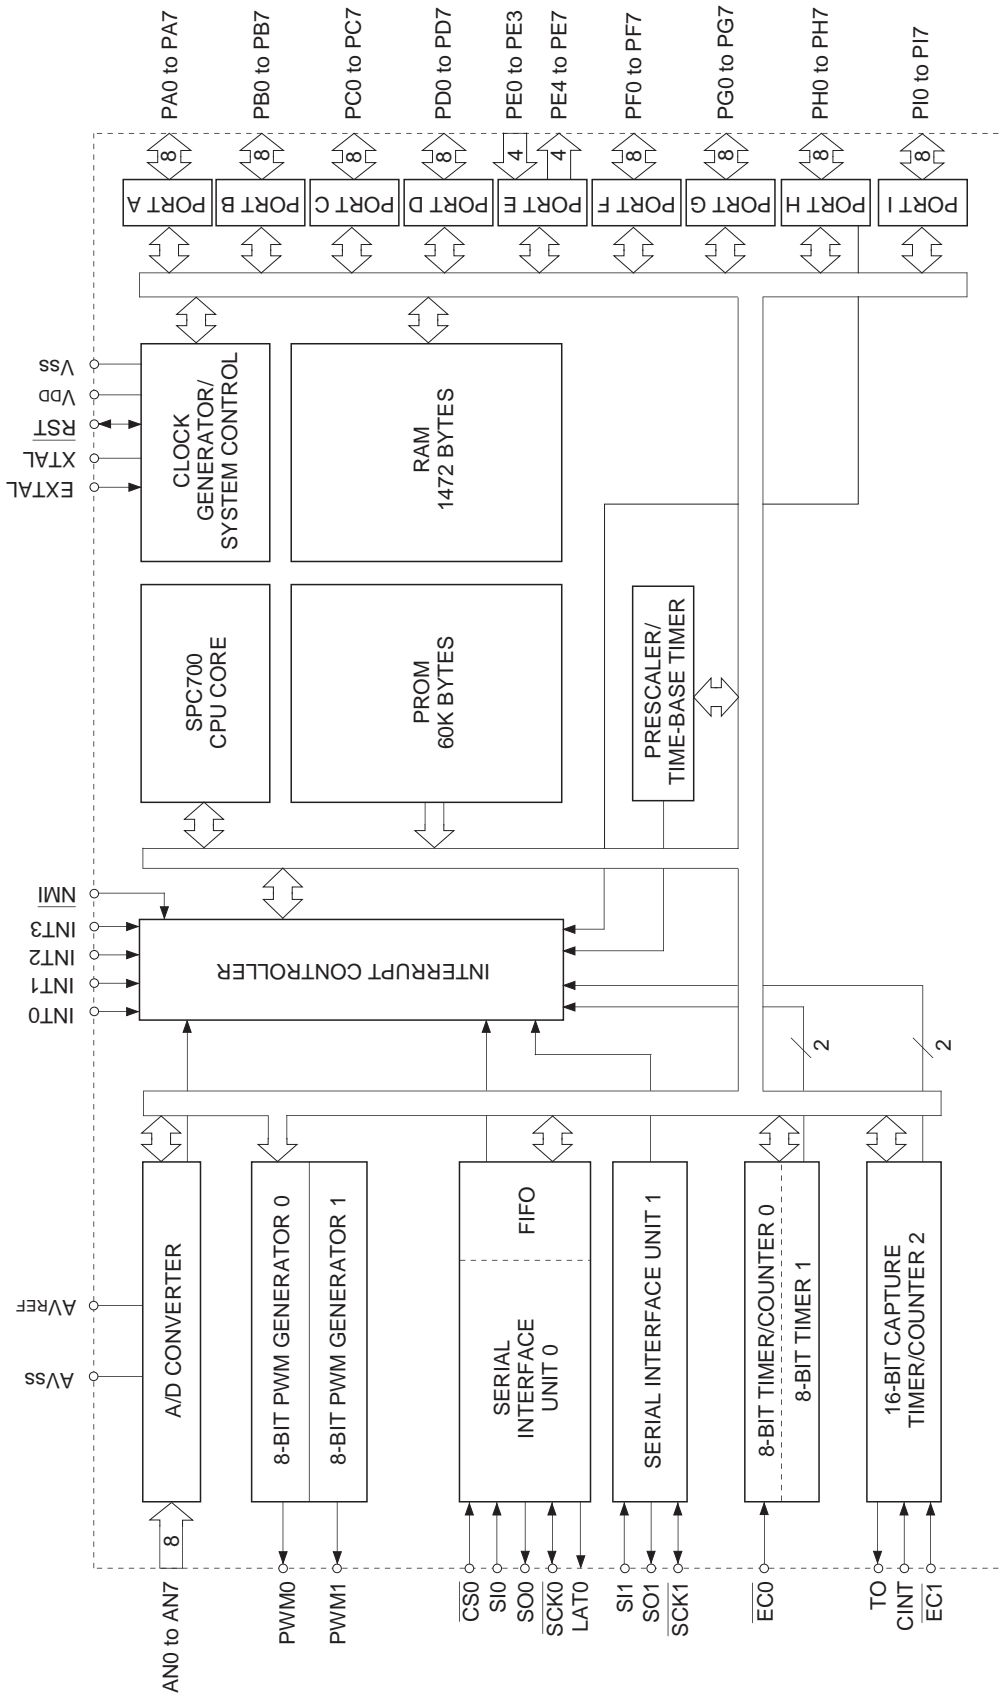 AVSS
AVREF
INT0
INT1
INT2
INT3
NMI
EXTAL
XTAL
RST
VDD
VSS
AN0 to AN7
8
A/D CONVERTER
PWM0
PWM1
8-BIT PWM GENERATOR 0
8-BIT PWM GENERATOR 1
CS0
SI0
SO0
SCK0
LAT0
SERIAL
INTERFACE
UNIT 0
FIFO
SI1
SO1
SCK1
SERIAL INTERFACE UNIT 1
EC0
8-BIT TIMER/COUNTER 0
8-BIT TIMER 1
2
TO
CINT
EC1
16-BIT CAPTURE
TIMER/COUNTER 2
2
INTERRUPT CONTROLLER
SPC700
CPU CORE
CLOCK
GENERATOR/
SYSTEM CONTROL
PROM
60K BYTES
RAM
1472 BYTES
PRESCALER/
TIME-BASE TIMER
PORT A
8
PA0 to PA7
PORT B
8
PB0 to PB7
PORT C
8
PC0 to PC7
PORT D
8
PD0 to PD7
PORT E
4
PE0 to PE3
4
PE4 to PE7
PORT F
8
PF0 to PF7
PORT G
8
PG0 to PG7
PORT H
8
PH0 to PH7
PORT I
8
PI0 to PI7